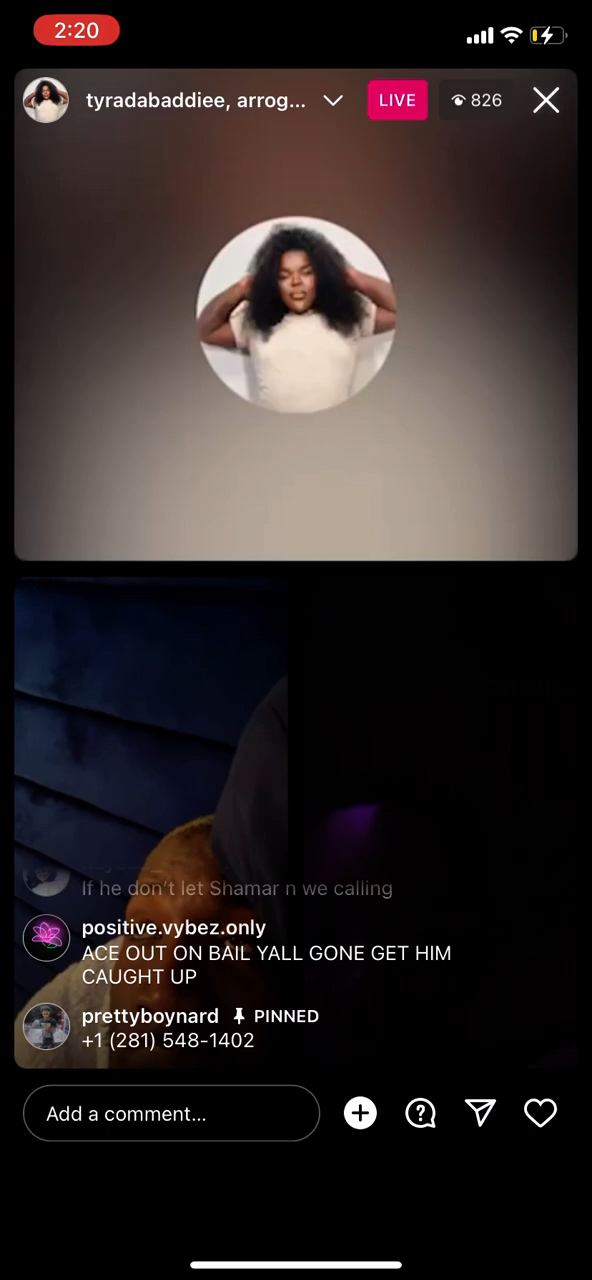 2:20
tyradabaddiee, arrog...
LIVE
826
If he don't let Shamar n we calling
positive.vybez.only
ACE OUT ON BAIL YALL GONE GET HIM
CAUGHT UP
prettyboynard PINNED
+1 (281) 548-1402
Add a comment...